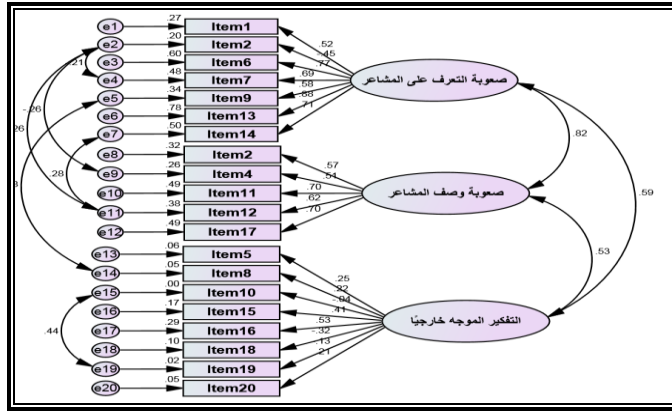 e1 .27 Item1
e2 .20 Item2
e3 .60 Item6
e4 .48 Item7
e5 .34 Item9
e6 .78 Item13
e7 .50 Item14
e8 .32 Item2
e9 .26 Item4
e10 .49 Item11
e11 .38 Item12
e12 .49 Item17
e13 .06 Item5
e14 .05 Item8
e15 .00 Item10
e16 .17 Item15
e17 .29 Item16
e18 .10 Item18
e19 .02 Item19
e20 .05 Item20
.21
-.26
.28
.44
.52
-.45
.77
.69
.58
.88
.71
صعوبة التعرف على المشاعر
.57
.51
.70
.62
.70
صعوبة وصف المشاعر
.25
.22
-.04
.41
.53
-.32
.13
.21
التفكير الموجه خارجيًا
.82
.59
.53